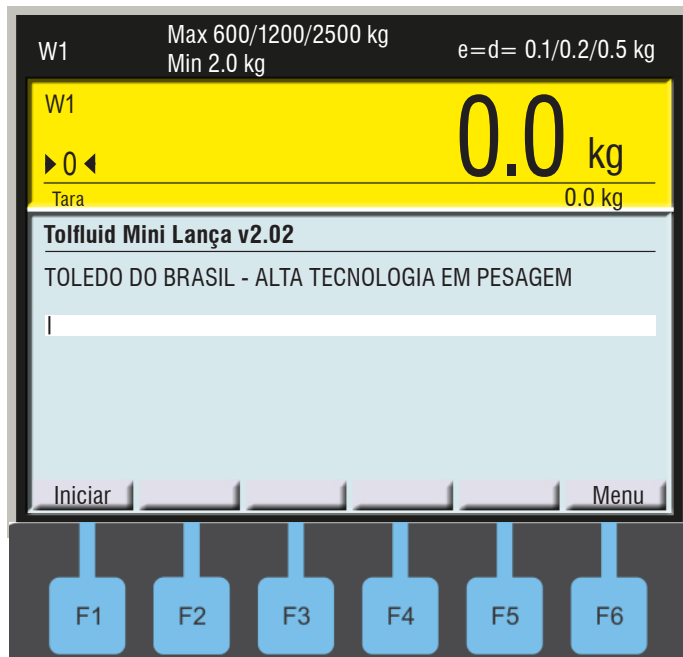 W1
Max 600/1200/2500 kg
Min 2.0 kg
e=d= 0.1/0.2/0.5 kg
W1
0.0 kg
0
Tara 0.0 kg
Tolfluid Mini Lança v2.02
TOLEDO DO BRASIL - ALTA TECNOLOGIA EM PESAGEM
Iniciar Menu
F1 F2 F3 F4 F5 F6